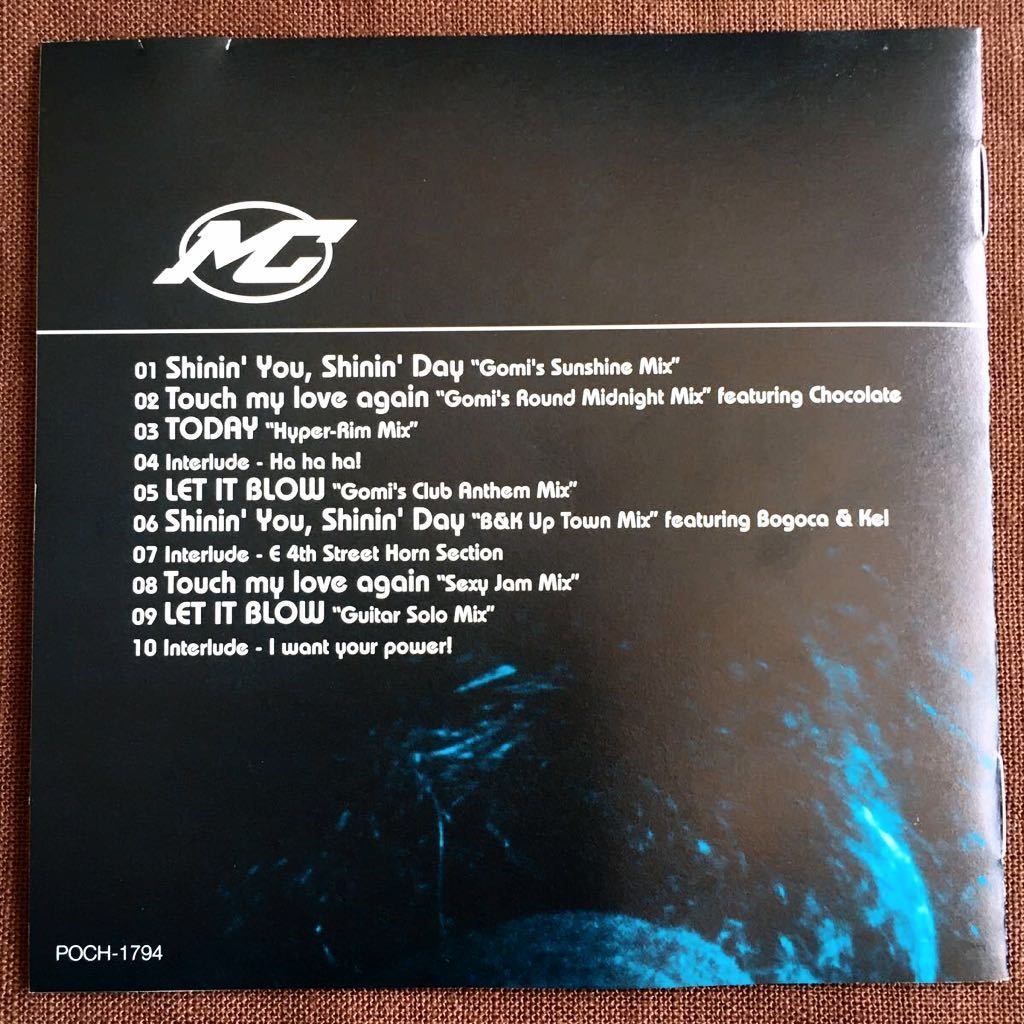 MC
01 Shinin' You, Shinin' Day "Gomi's Sunshine Mix"
02 Touch my love again "Gomi's Round Midnight Mix" featuring Chocolate
03 TODAY "Hyper-Rim Mix"
04 Interlude - Ha ha ha!
05 LET IT BLOW "Gomi's Club Anthem Mix"
06 Shinin' You, Shinin' Day "B&K Up Town Mix" featuring Bogoca & Kel
07 Interlude - E 4th Street Horn Section
08 Touch my love again "Sexy Jam Mix"
09 LET IT BLOW "Guitar Solo Mix"
10 Interlude - I want your power!
POCH-1794